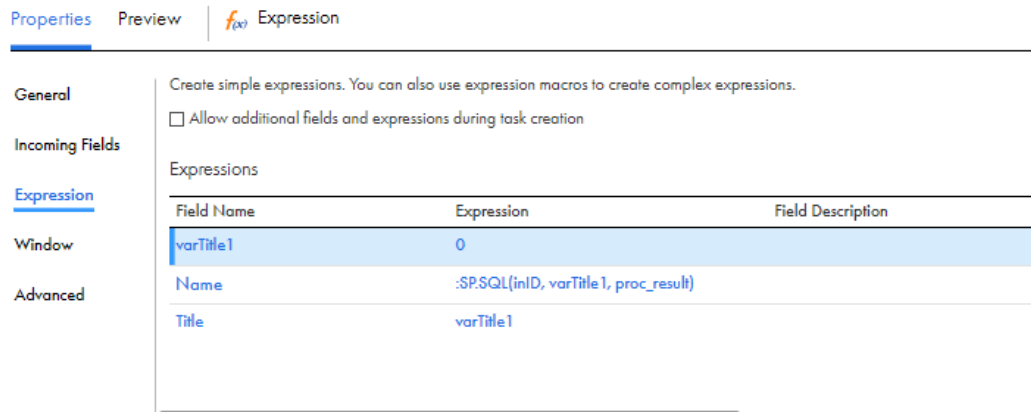 Properties Preview f(x) Expression
General
Incoming Fields
Expression
Window
Advanced
Create simple expressions. You can also use expression macros to create complex expressions.
Allow additional fields and expressions during task creation
Expressions
Field Name Expression Field Description
varTitle1 0
Name :SP.SQL(inID, varTitle1, proc_result)
Title varTitle1